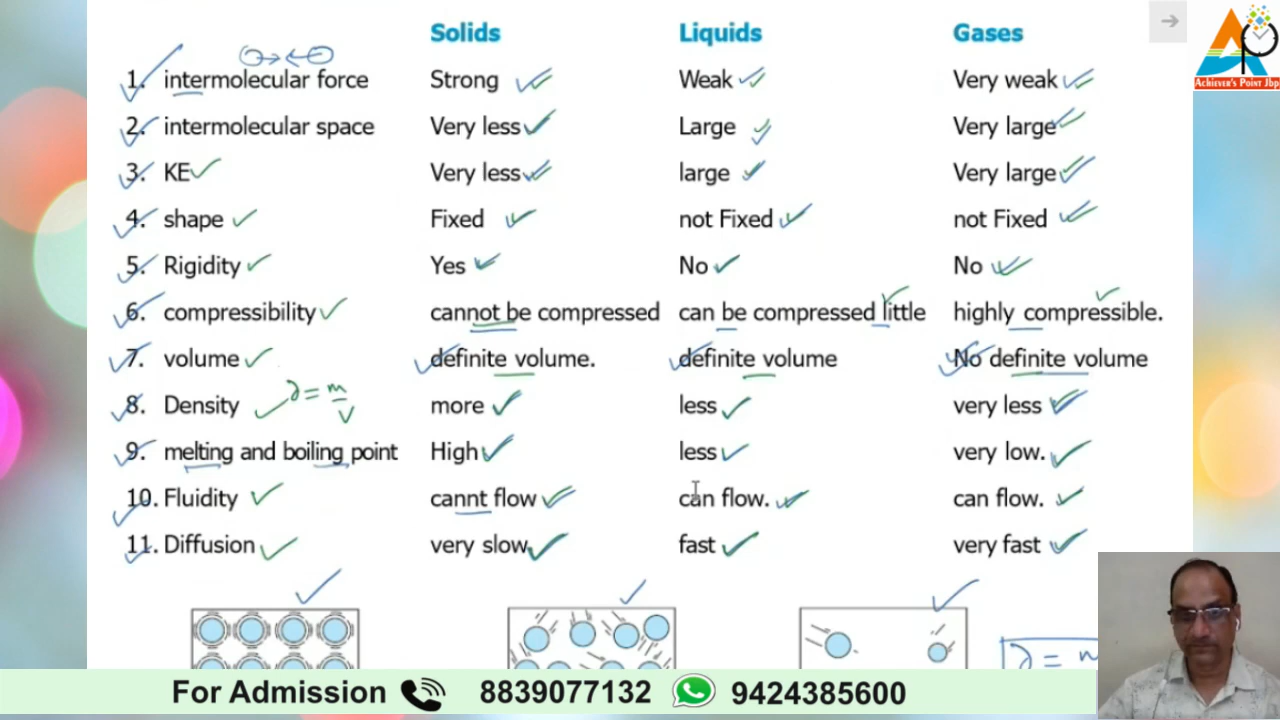 Solids Liquids Gases
1. intermolecular force Strong Weak Very weak
2. intermolecular space Very less Large Very large
3. KE Very less large Very large
4. shape Fixed not Fixed not Fixed
5. Rigidity Yes No No
6. compressibility cannot be compressed can be compressed little highly compressible.
7. volume definite volume. definite volume No definite volume
∂ = m
v
8. Density more less very less
9. melting and boiling point High less very low.
10. Fluidity cannt flow can flow. can flow.
11. Diffusion very slow fast very fast
∂ = m
ACHIEVER'S POINT Jbp
For Admission 8839077132 9424385600